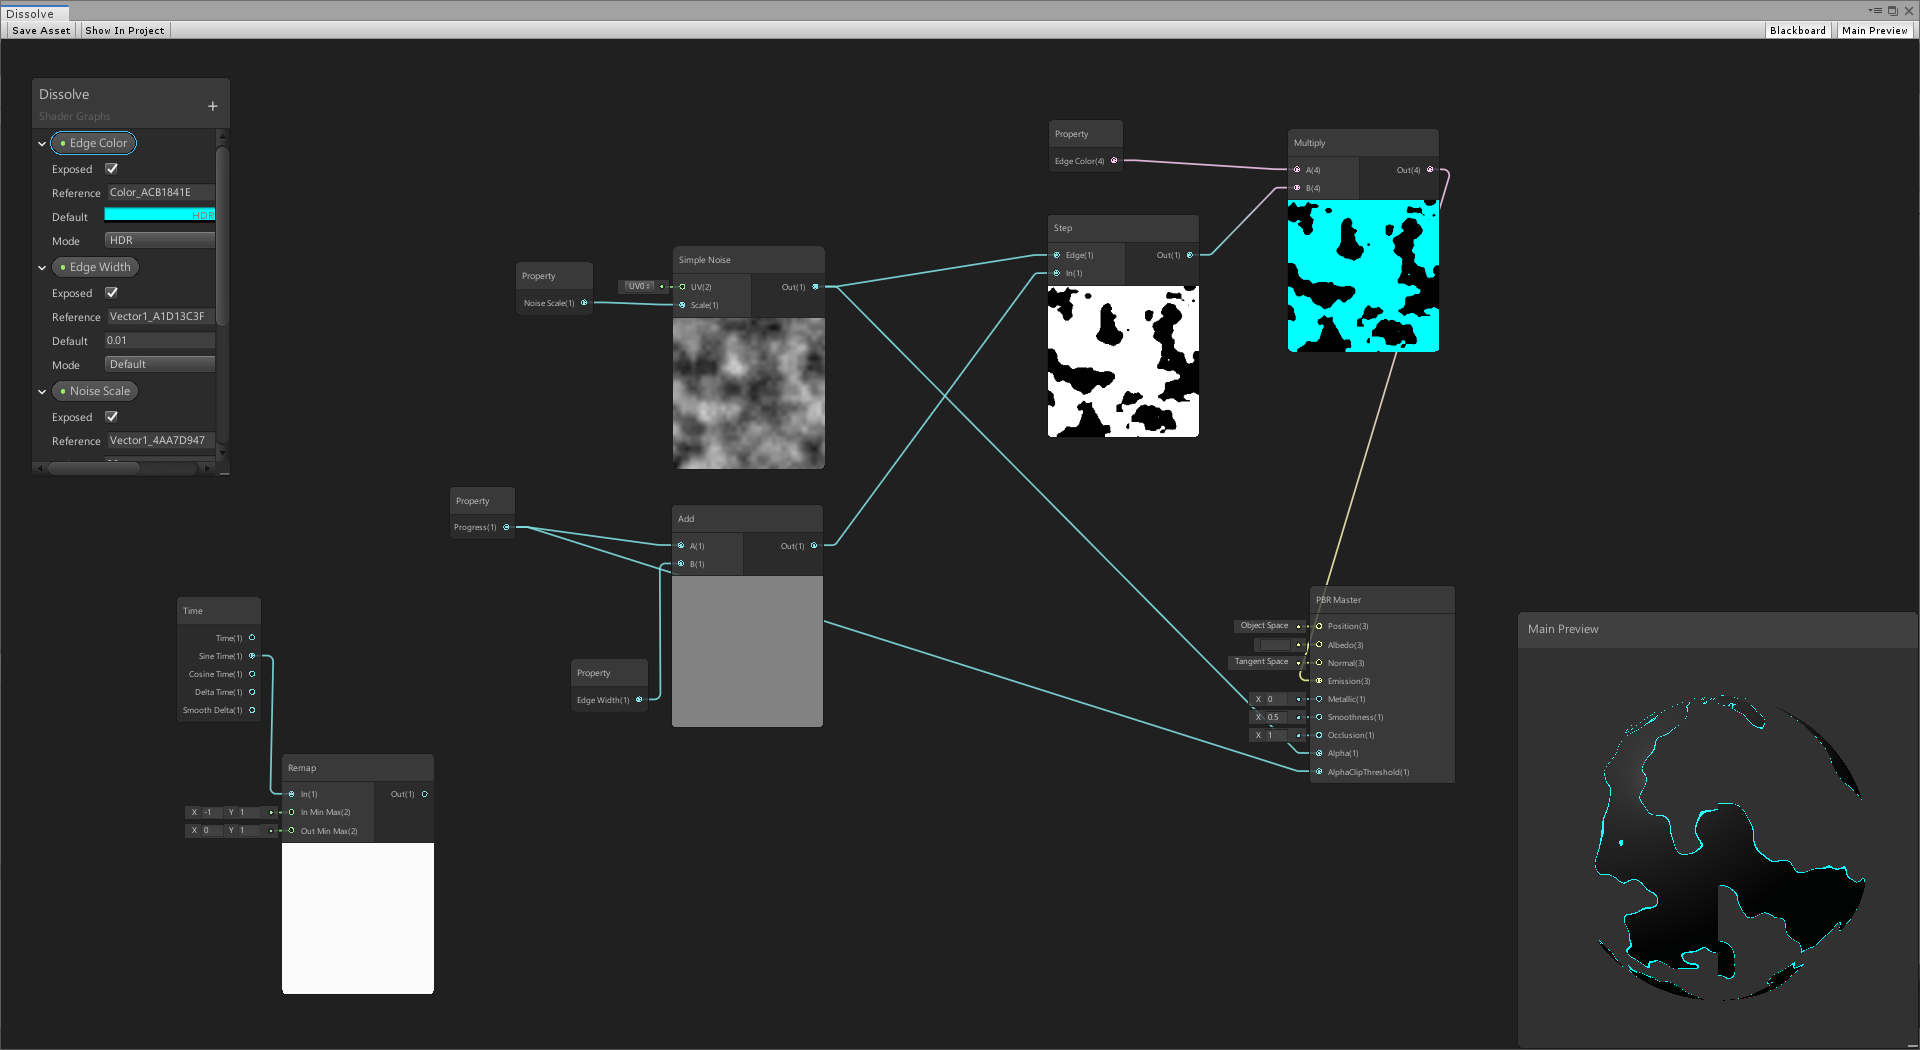 Dissolve
Save Asset
Show In Project
Blackboard
Main Preview
Dissolve
Shader Graphs
Edge Color
Exposed
Reference Color_ACB1841E
Default HDR
Mode HDR
Edge Width
Exposed
Reference Vector1_A1D13C3F
Default 0.01
Mode Default
Noise Scale
Exposed
Reference Vector1_4AA7D947
Property
Edge Color(4)
Multiply
A(4) Out(4)
B(4)
Step
Edge(1) Out(1)
In(1)
Property
Noise Scale(1)
UV0
Simple Noise
UV(2) Out(1)
Scale(1)
Property
Progress(1)
Add
A(1) Out(1)
B(1)
Property
Edge Width(1)
Time
Time(1)
Sine Time(1)
Cosine Time(1)
Delta Time(1)
Smooth Delta(1)
Remap
In(1) Out(1)
X -1 Y 1 In Min Max(2)
X 0 Y 1 Out Min Max(2)
PBR Master
Object Space Position(3)
Albedo(3)
Tangent Space Normal(3)
Emission(3)
X 0 Metallic(1)
X 0.5 Smoothness(1)
X 1 Occlusion(1)
Alpha(1)
AlphaClipThreshold(1)
Main Preview